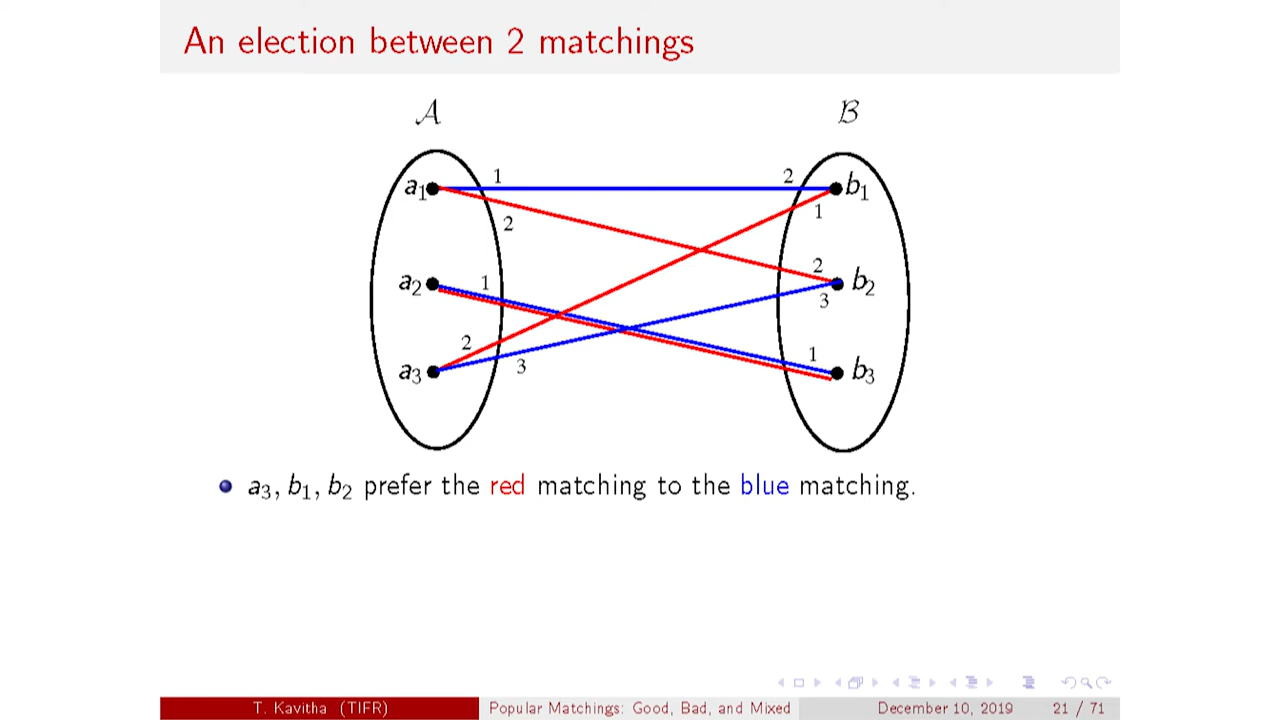 An election between 2 matchings
𝒜 ℬ
a₁ 1 2 b₁
2 1
a₂ 1 2 b₂
3
2 1
a₃ 3 b₃
a₃, b₁, b₂ prefer the red matching to the blue matching.
T. Kavitha (TIFR) Popular Matchings: Good, Bad, and Mixed December 10, 2019 21 / 71